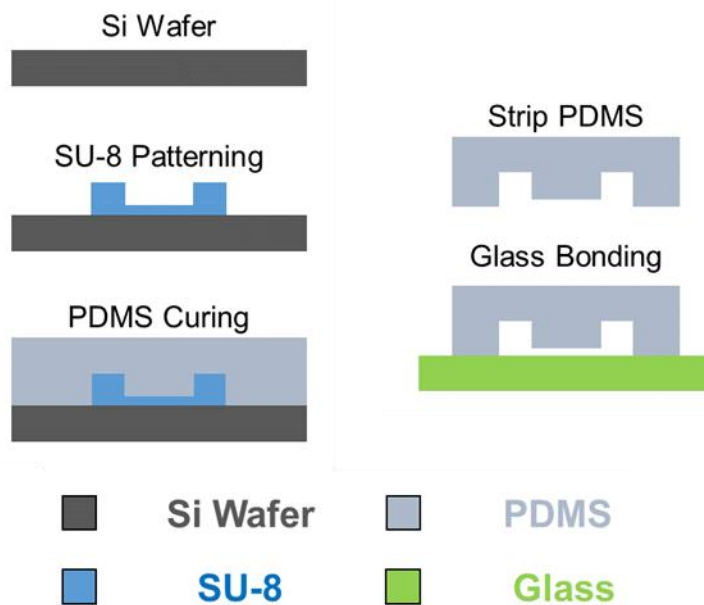 Si Wafer
SU-8 Patterning
PDMS Curing
Strip PDMS
Glass Bonding
Si Wafer
PDMS
SU-8
Glass